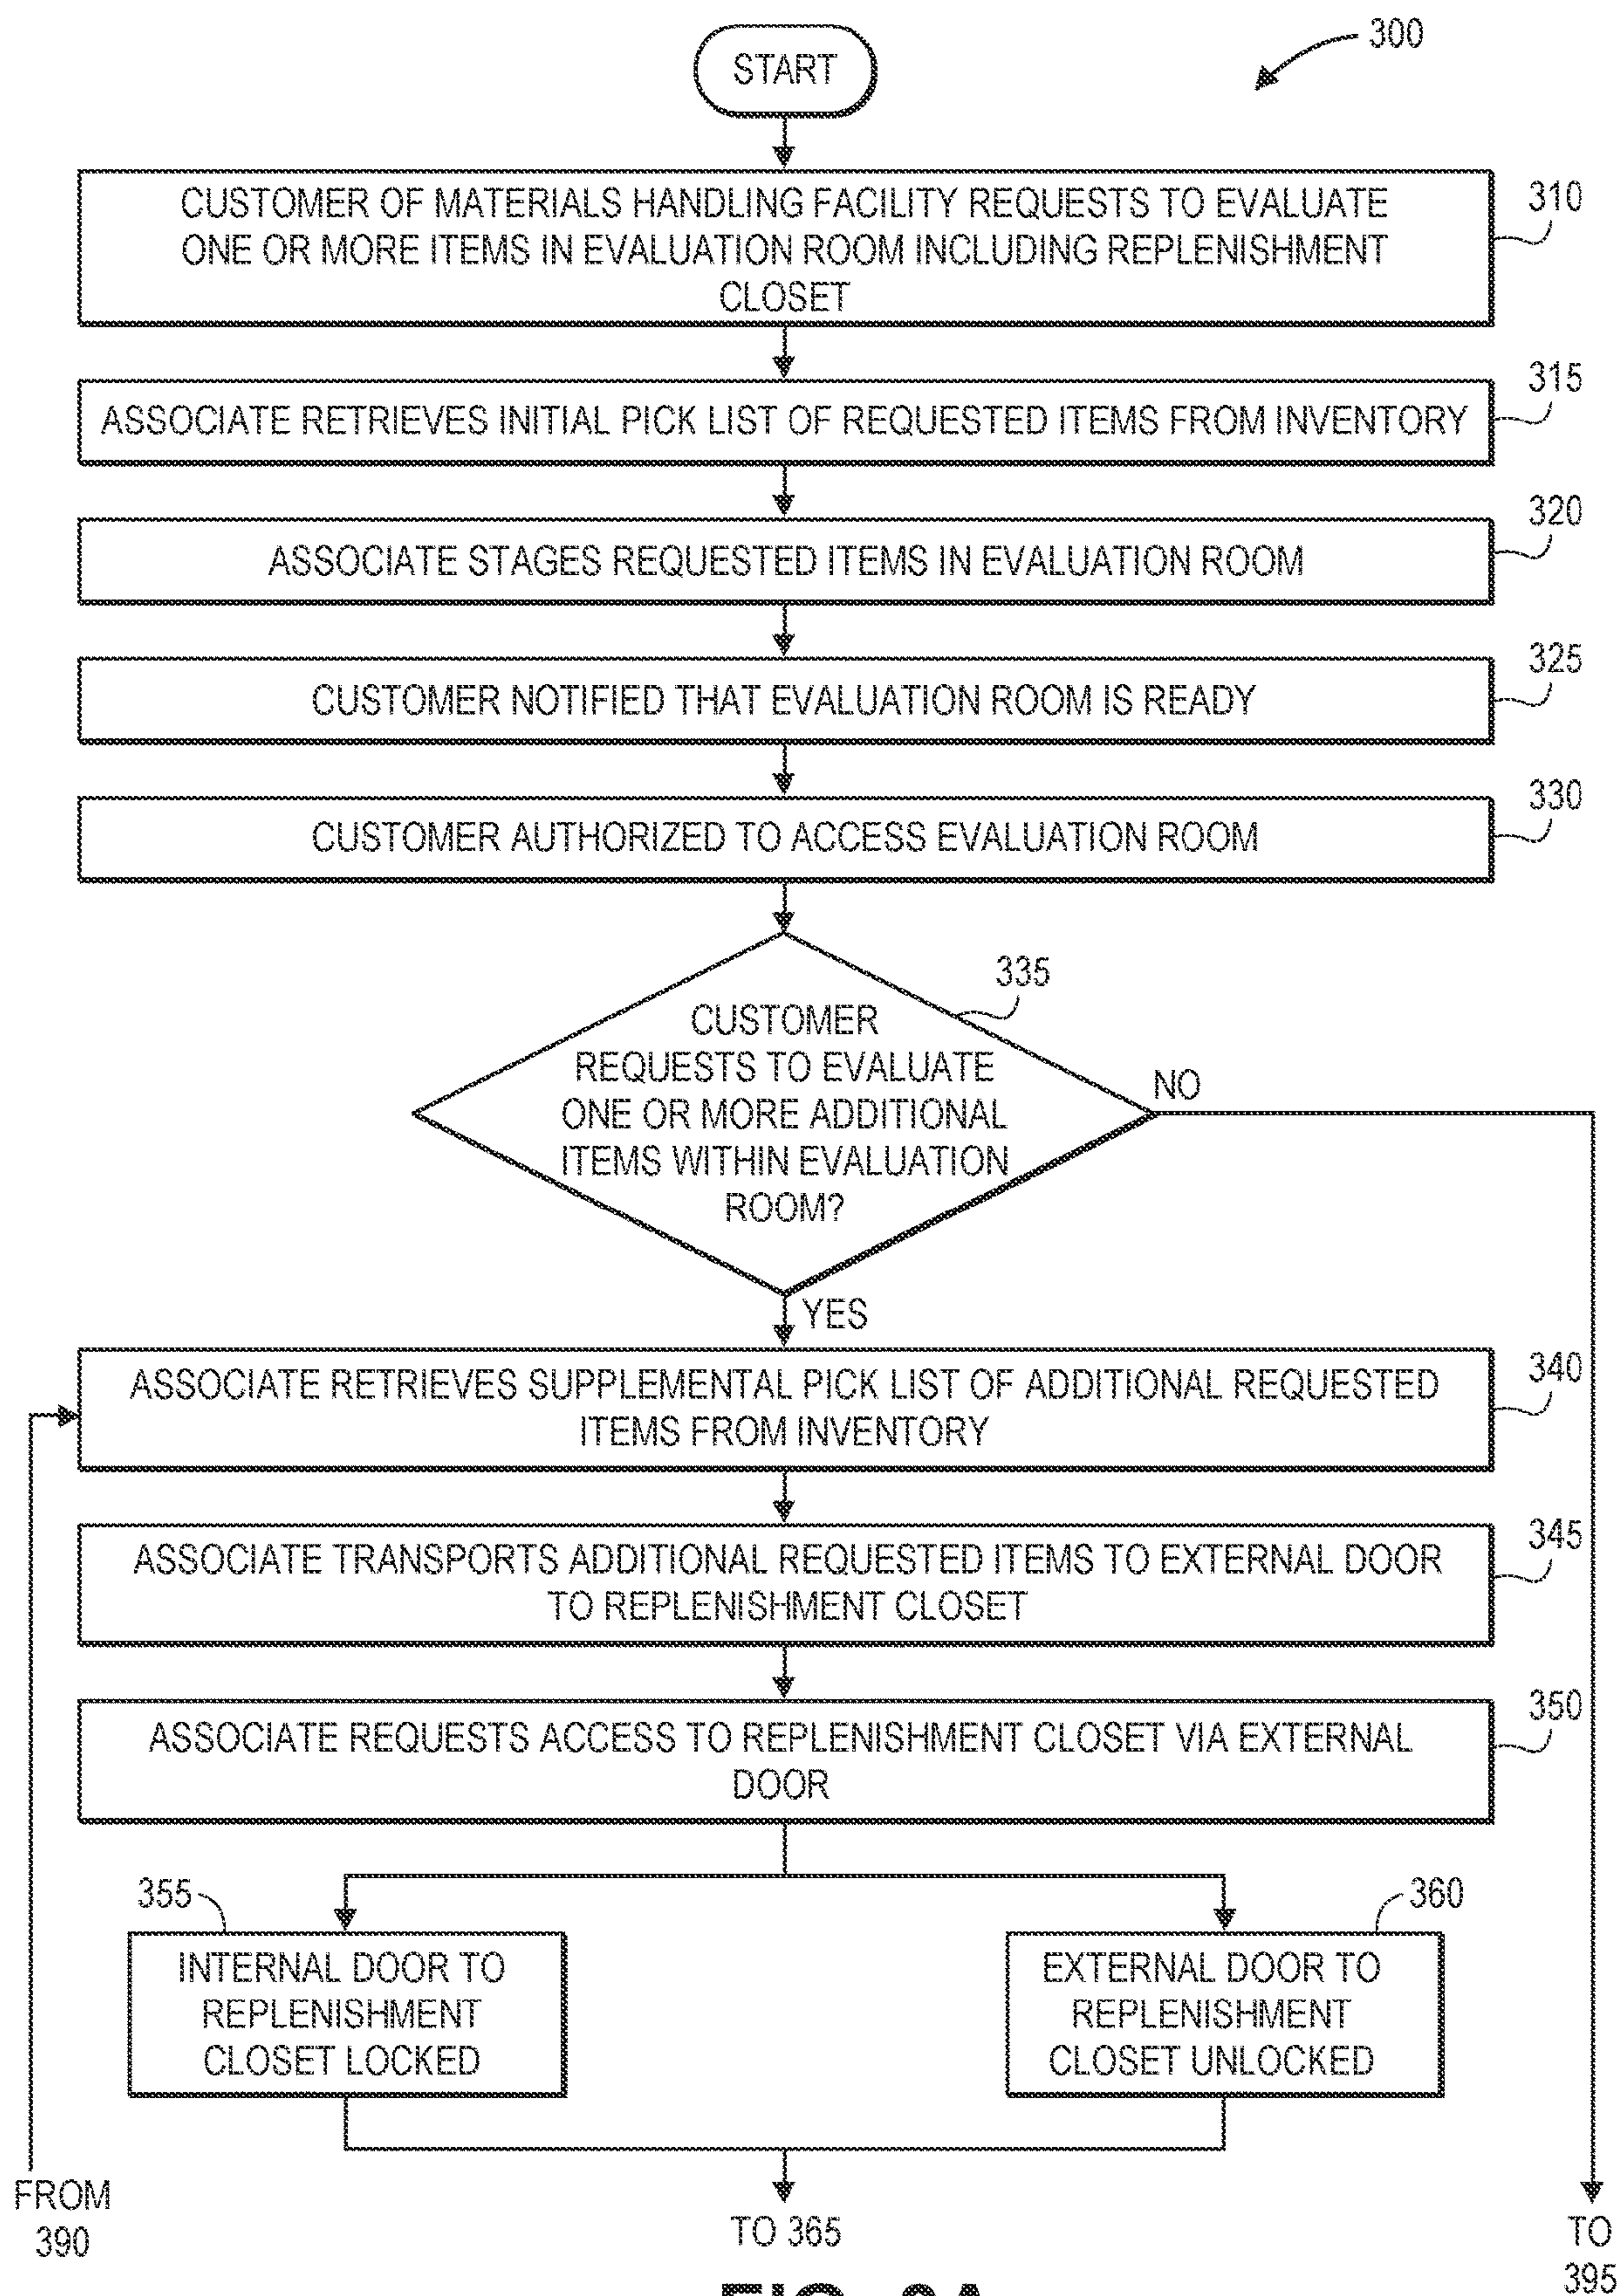 START
300
CUSTOMER OF MATERIALS HANDLING FACILITY REQUESTS TO EVALUATE
ONE OR MORE ITEMS IN EVALUATION ROOM INCLUDING REPLENISHMENT
CLOSET
310
ASSOCIATE RETRIEVES INITIAL PICK LIST OF REQUESTED ITEMS FROM INVENTORY
315
ASSOCIATE STAGES REQUESTED ITEMS IN EVALUATION ROOM
320
CUSTOMER NOTIFIED THAT EVALUATION ROOM IS READY
325
CUSTOMER AUTHORIZED TO ACCESS EVALUATION ROOM
330
335
CUSTOMER
REQUESTS TO EVALUATE
ONE OR MORE ADDITIONAL
ITEMS WITHIN EVALUATION
ROOM?
NO
YES
ASSOCIATE RETRIEVES SUPPLEMENTAL PICK LIST OF ADDITIONAL REQUESTED
ITEMS FROM INVENTORY
340
ASSOCIATE TRANSPORTS ADDITIONAL REQUESTED ITEMS TO EXTERNAL DOOR
TO REPLENISHMENT CLOSET
345
ASSOCIATE REQUESTS ACCESS TO REPLENISHMENT CLOSET VIA EXTERNAL
DOOR
350
355
INTERNAL DOOR TO
REPLENISHMENT
CLOSET LOCKED
360
EXTERNAL DOOR TO
REPLENISHMENT
CLOSET UNLOCKED
FROM
390
TO 365
TO
395